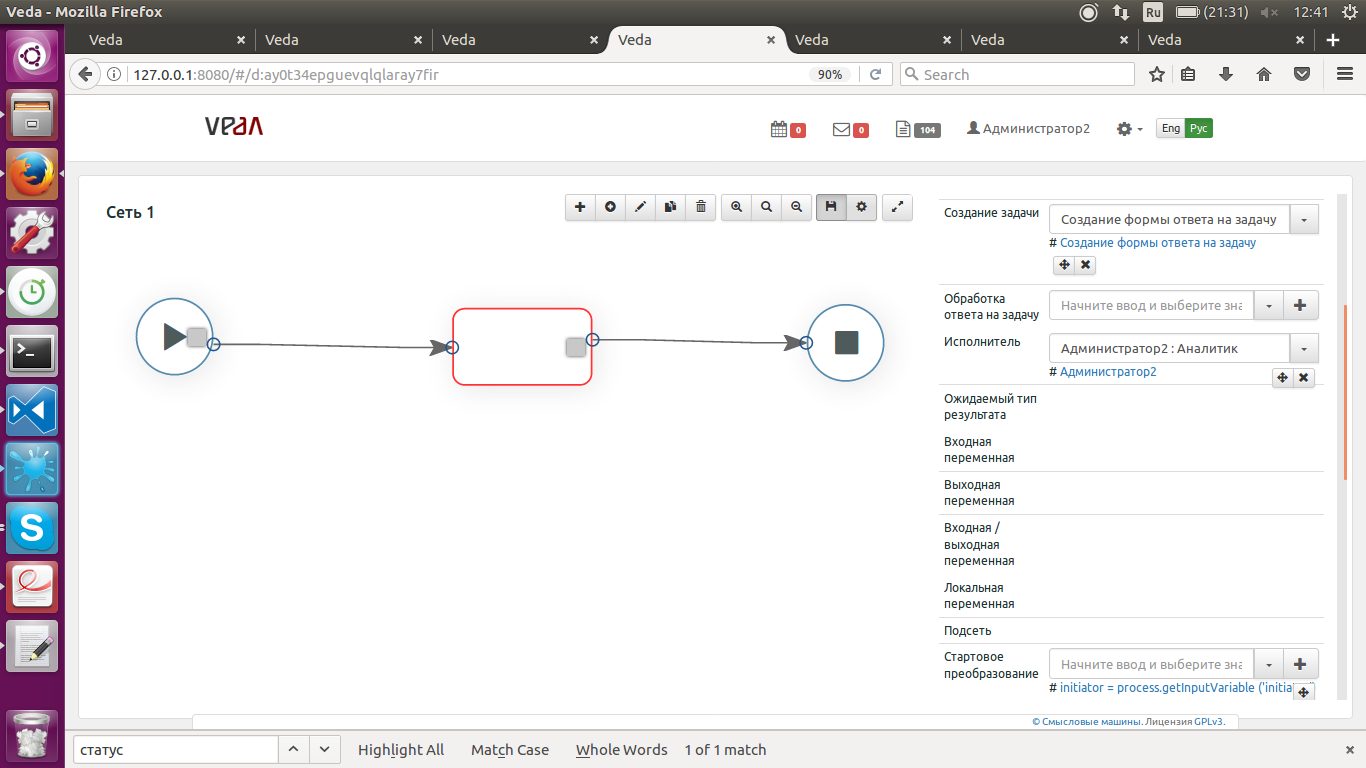 Veda - Mozilla Firefox
Ru
(21:31)
12:41
Veda
Veda
Veda
Veda
Veda
Veda
Veda
127.0.0.1:8080/#/d:ay0t34epguevqlqlaray7fir
90%
Search
veda
0
0
104
Администратор2
Eng
Рус
Сеть 1
Создание задачи
Создание формы ответа на задачу
# Создание формы ответа на задачу
Обработка
ответа на задачу
Начните ввод и выберите зна
Исполнитель
Администратор2 : Аналитик
# Администратор2
Ожидаемый тип
результата
Входная
переменная
Выходная
переменная
Входная /
выходная
переменная
Локальная
переменная
Подсеть
Стартовое
преобразование
Начните ввод и выберите зна
# initiator = process.getInputVariable ('initiator')
© Смысловые машины. Лицензия GPLv3.
статус
Highlight All
Match Case
Whole Words
1 of 1 match